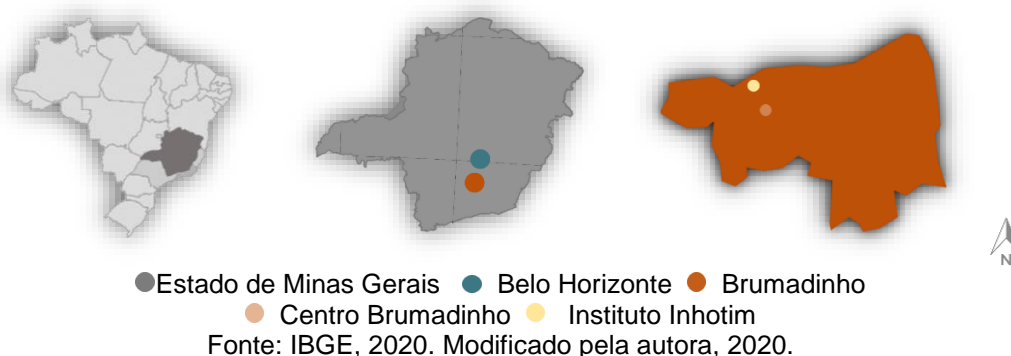 N
Estado de Minas Gerais Belo Horizonte Brumadinho
Centro Brumadinho Instituto Inhotim
Fonte: IBGE, 2020. Modificado pela autora, 2020.